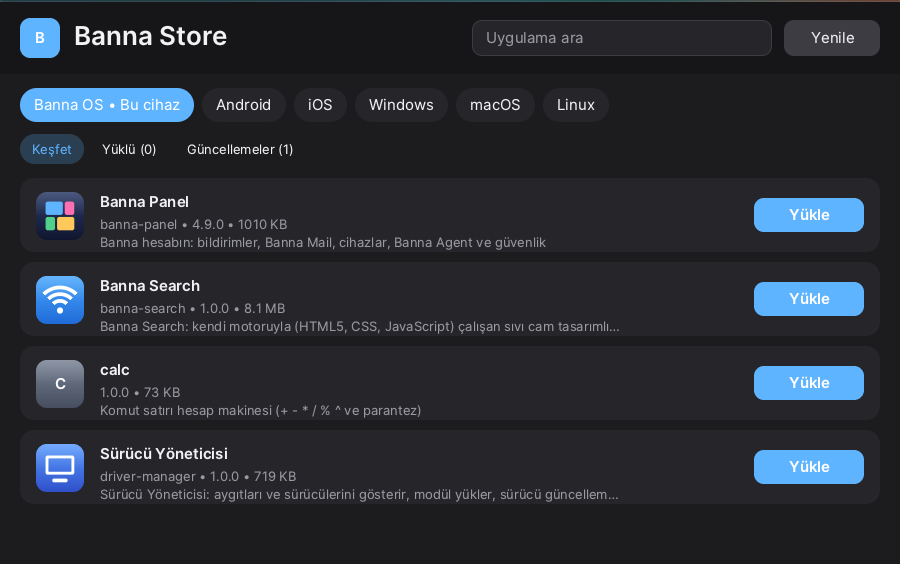 B Banna Store Uygulama ara Yenile
Banna OS • Bu cihaz Android iOS Windows macOS Linux
Keşfet Yüklü (0) Güncellemeler (1)
Banna Panel
banna-panel • 4.9.0 • 1010 KB
Banna hesabın: bildirimler, Banna Mail, cihazlar, Banna Agent ve güvenlik
Yükle
Banna Search
banna-search • 1.0.0 • 8.1 MB
Banna Search: kendi motoruyla (HTML5, CSS, JavaScript) çalışan sıvı cam tasarımlı...
Yükle
C
calc
1.0.0 • 73 KB
Komut satırı hesap makinesi (+ - * / % ^ ve parantez)
Yükle
Sürücü Yöneticisi
driver-manager • 1.0.0 • 719 KB
Sürücü Yöneticisi: aygıtları ve sürücülerini gösterir, modül yükler, sürücü güncellem...
Yükle